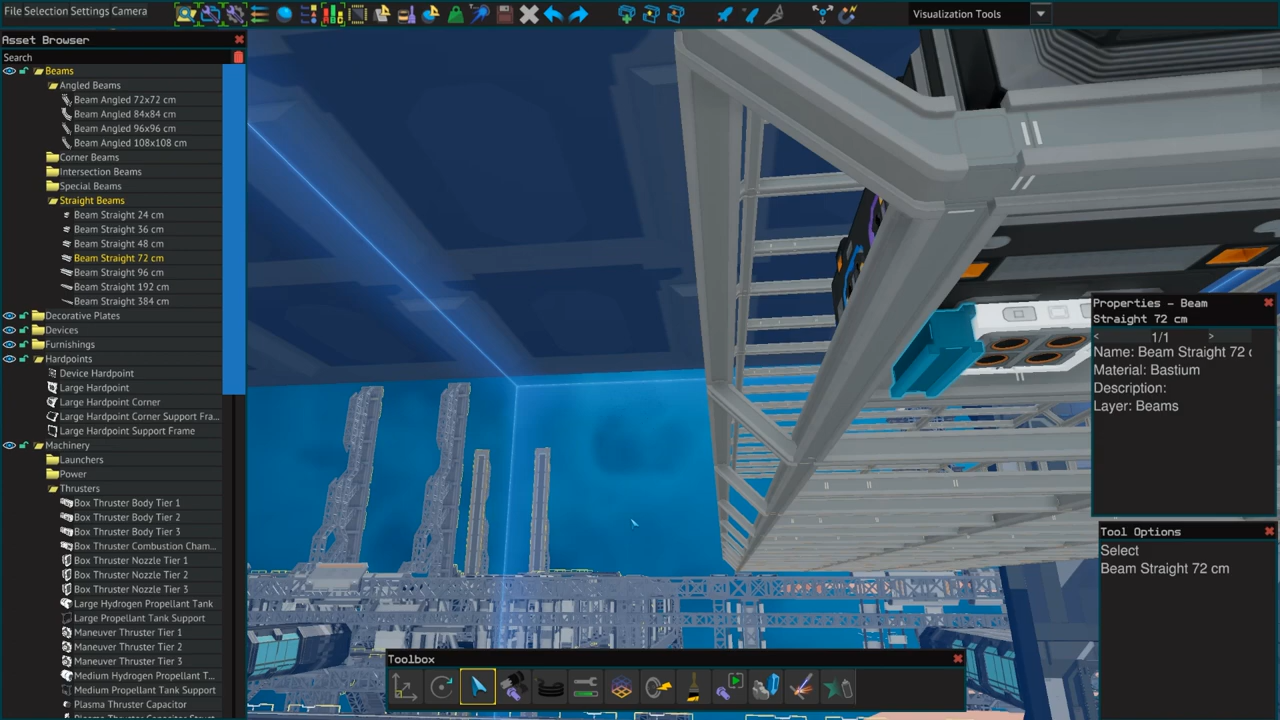 File Selection Settings Camera
Visualization Tools
Asset Browser
Search
Beams
Angled Beams
Beam Angled 72x72 cm
Beam Angled 84x84 cm
Beam Angled 96x96 cm
Beam Angled 108x108 cm
Corner Beams
Intersection Beams
Special Beams
Straight Beams
Beam Straight 24 cm
Beam Straight 36 cm
Beam Straight 48 cm
Beam Straight 72 cm
Beam Straight 96 cm
Beam Straight 192 cm
Beam Straight 384 cm
Decorative Plates
Devices
Furnishings
Hardpoints
Device Hardpoint
Large Hardpoint
Large Hardpoint Corner
Large Hardpoint Corner Support Fra...
Large Hardpoint Support Frame
Machinery
Launchers
Power
Thrusters
Box Thruster Body Tier 1
Box Thruster Body Tier 2
Box Thruster Body Tier 3
Box Thruster Combustion Cham...
Box Thruster Nozzle Tier 1
Box Thruster Nozzle Tier 2
Box Thruster Nozzle Tier 3
Large Hydrogen Propellant Tank
Large Propellant Tank Support
Maneuver Thruster Tier 1
Maneuver Thruster Tier 2
Maneuver Thruster Tier 3
Medium Hydrogen Propellant T...
Medium Propellant Tank Support
Plasma Thruster Capacitor
Properties - Beam
Straight 72 cm
< 1/1 >
Name: Beam Straight 72 c
Material: Bastium
Description:
Layer: Beams
Tool Options
Select
Beam Straight 72 cm
Toolbox